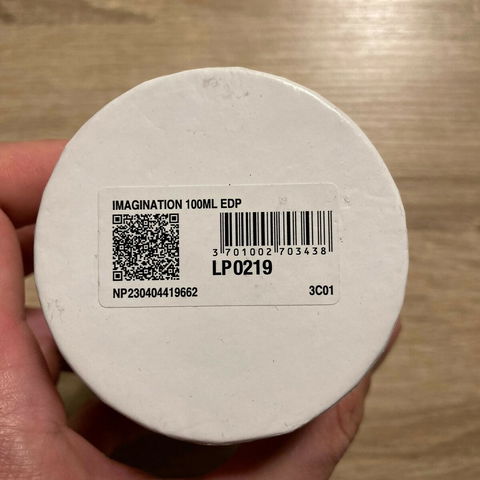 IMAGINATION 100ML EDP
3 701002 703438
LP0219
NP230404419662
3C01